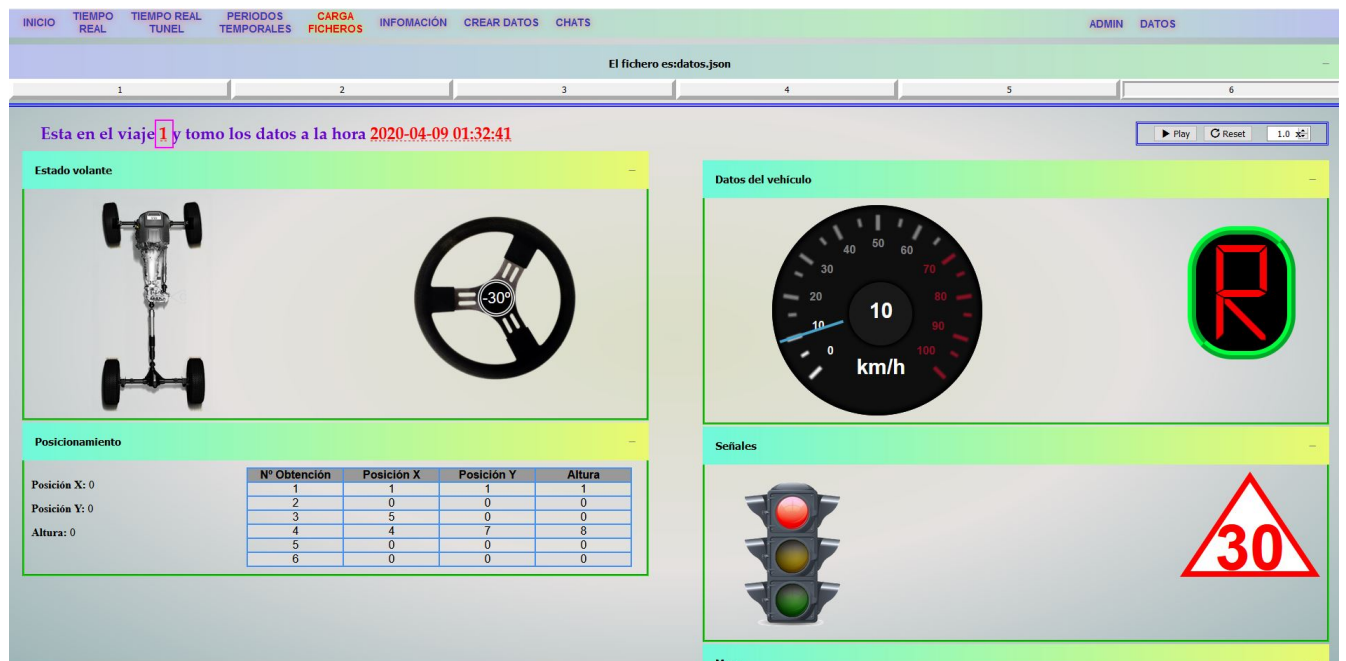 INICIO TIEMPO REAL TIEMPO REAL TUNEL PERIODOS TEMPORALES CARGA FICHEROS INFOMACIÓN CREAR DATOS CHATS ADMIN DATOS
El fichero es:datos.json
1 2 3 4 5 6
Esta en el viaje 1 y tomo los datos a la hora 2020-04-09 01:32:41
Play Reset 1.0 x
Estado volante
-30º
Datos del vehículo
0 10 20 30 40 50 60 70 80 90 100
10
km/h
R
Posicionamiento
Posición X: 0
Posición Y: 0
Altura: 0
Nº Obtención Posición X Posición Y Altura
1 1 1 1
2 0 0 0
3 5 0 0
4 4 7 8
5 0 0 0
6 0 0 0
Señales
30